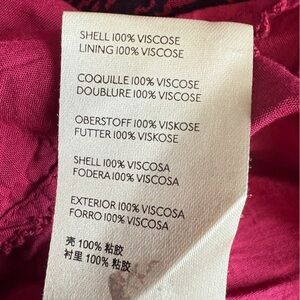 SHELL 100% VISCOSE
LINING 100% VISCOSE
COQUILLE 100% VISCOSE
DOUBLURE 100% VISCOSE
OBERSTOFF 100% VISKOSE
FUTTER 100% VISKOSE
SHELL 100% VISCOSA
FODERA 100% VISCOSA
EXTERIOR 100% VISCOSA
FORRO 100% VISCOSA
壳 100% 粘胶
衬里 100% 粘胶